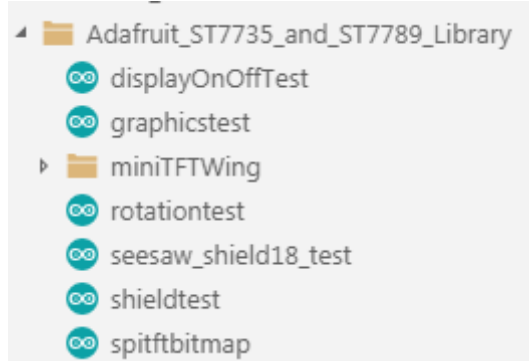 Adafruit_ST7735_and_ST7789_Library
displayOnOffTest
graphicstest
miniTFTWing
rotationtest
seesaw_shield18_test
shieldtest
spitftbitmap